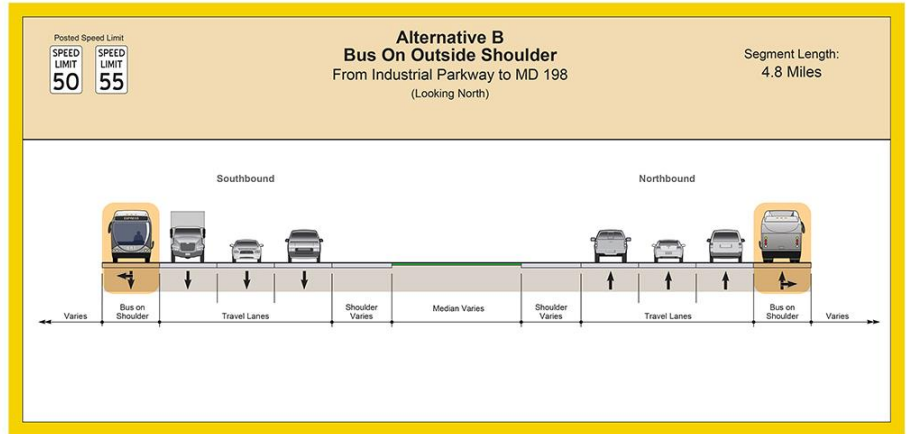 Posted Speed Limit
SPEED
LIMIT
50
SPEED
LIMIT
55
Alternative B
Bus On Outside Shoulder
From Industrial Parkway to MD 198
(Looking North)
Segment Length:
4.8 Miles
Southbound
Northbound
EXPRESS
Varies
Bus on
Shoulder
Travel Lanes
Shoulder
Varies
Median Varies
Shoulder
Varies
Travel Lanes
Bus on
Shoulder
Varies